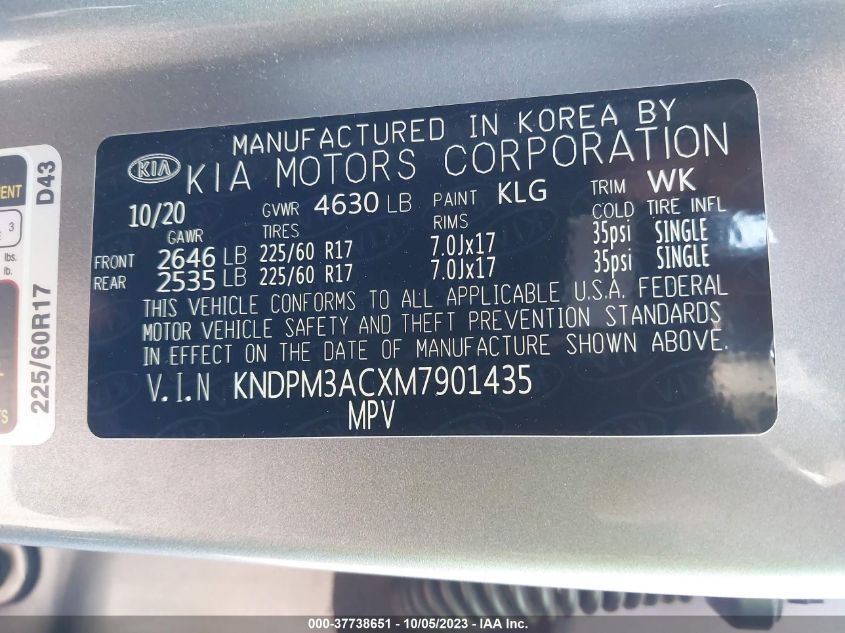 MANUFACTURED IN KOREA BY
KIA KIA MOTORS CORPORATION
10/20 GVWR 4630 LB PAINT KLG TRIM WK
GAWR TIRES RIMS COLD TIRE INFL
FRONT 2646 LB 225/60 R17 7.0Jx17 35psi SINGLE
REAR 2535 LB 225/60 R17 7.0Jx17 35psi SINGLE
THIS VEHICLE CONFORMS TO ALL APPLICABLE U.S.A. FEDERAL
MOTOR VEHICLE SAFETY AND THEFT PREVENTION STANDARDS
IN EFFECT ON THE DATE OF MANUFACTURE SHOWN ABOVE.
V.I.N KNDPM3ACXM7901435
MPV
225/60R17 D43
3
lbs.
lb.
000-37738651 - 10/05/2023 - IAA Inc.